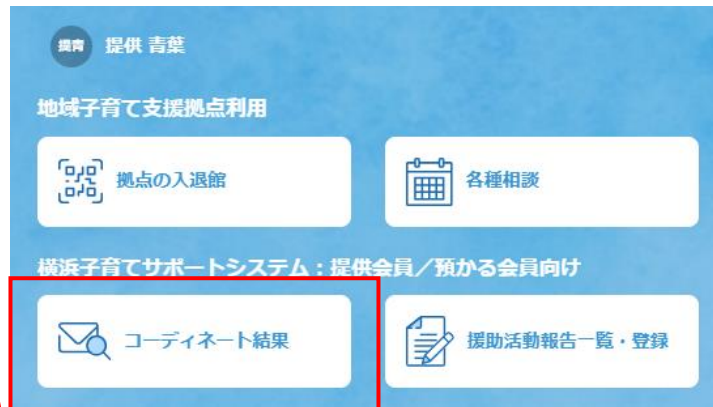 提青 提供 青葉
地域子育て支援拠点利用
拠点の入退館 各種相談
横浜子育てサポートシステム：提供会員／預かる会員向け
コーディネート結果 援助活動報告一覧・登録